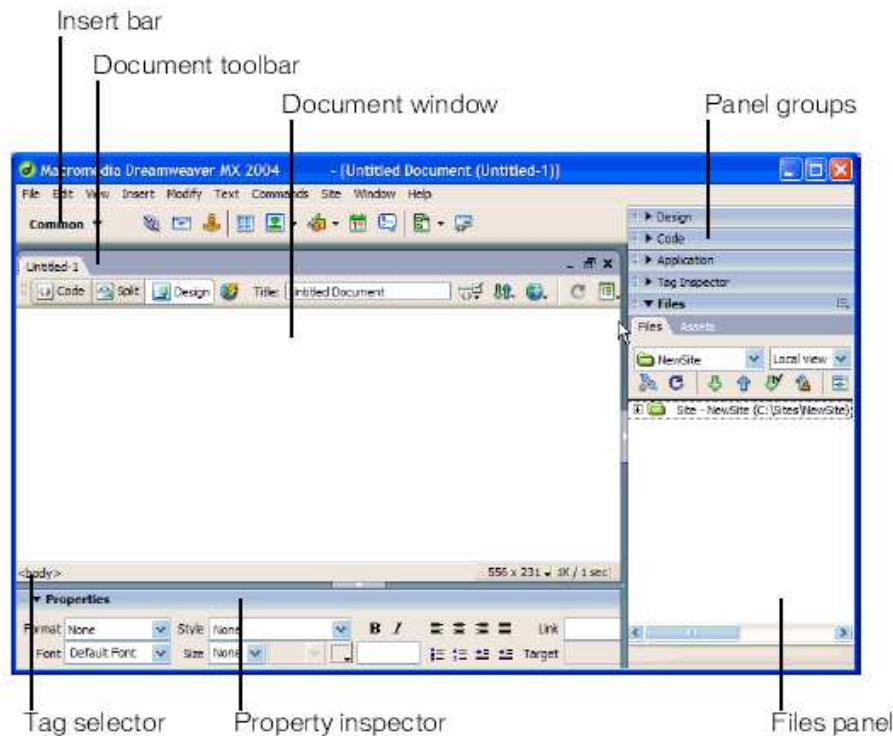 Insert bar
Document toolbar
Document window
Panel groups
Macromedia Dreamweaver MX 2004 - [Untitled Document (Untitled-1)]
File Edit View Insert Modify Text Commands Site Window Help
Common
Design
Code
Application
Tag Inspector
Files
Untitled-1
Code Split Design Title: Untitled Document
Files Assets
NewSite Local view
Site - NewSite (C:\Sites\NewSite)
<body> 556 x 231 1K / 1 sec
Properties
Format None Style None B I Link
Font Default Font Size None Target
Tag selector
Property inspector
Files panel